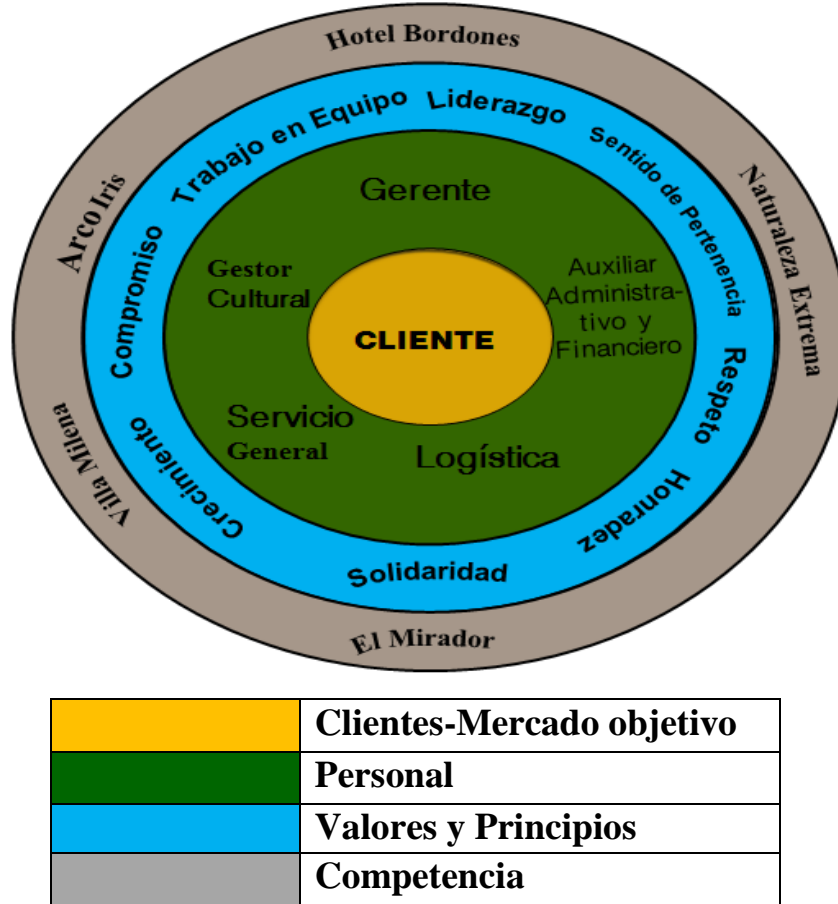 Hotel Bordones
Naturaleza Extrema
El Mirador
Villa Milena
ArcoIris
Trabajo en Equipo
Liderazgo
Sentido de Pertenencia
Respeto
Honradez
Solidaridad
Crecimiento
Compromiso
Gerente
Auxiliar
Administra-
tivo y
Financiero
Logística
Servicio
General
Gestor
Cultural
CLIENTE
Clientes-Mercado objetivo
Personal
Valores y Principios
Competencia